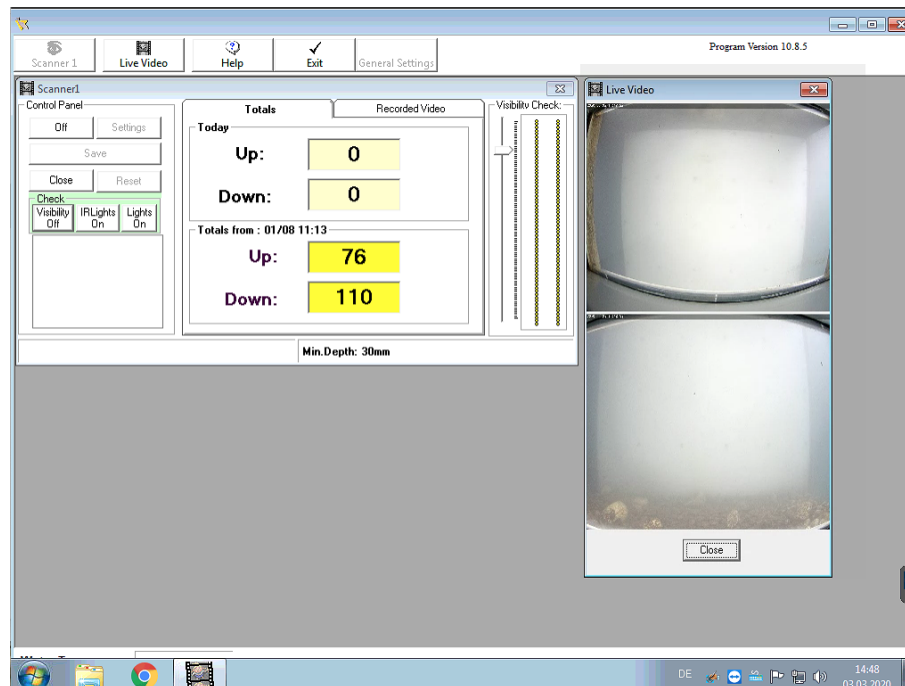 Scanner 1
Live Video
Help
Exit
General Settings
Program Version 10.8.5
Scanner1
Control Panel
Off
Settings
Save
Close
Reset
Check
Visibility Off
IRLights On
Lights On
Totals
Recorded Video
Today
Up: 0
Down: 0
Totals from : 01/08 11:13
Up: 76
Down: 110
Visibility Check:
Min.Depth: 30mm
Live Video
Close
DE
14:48
03.03.2020